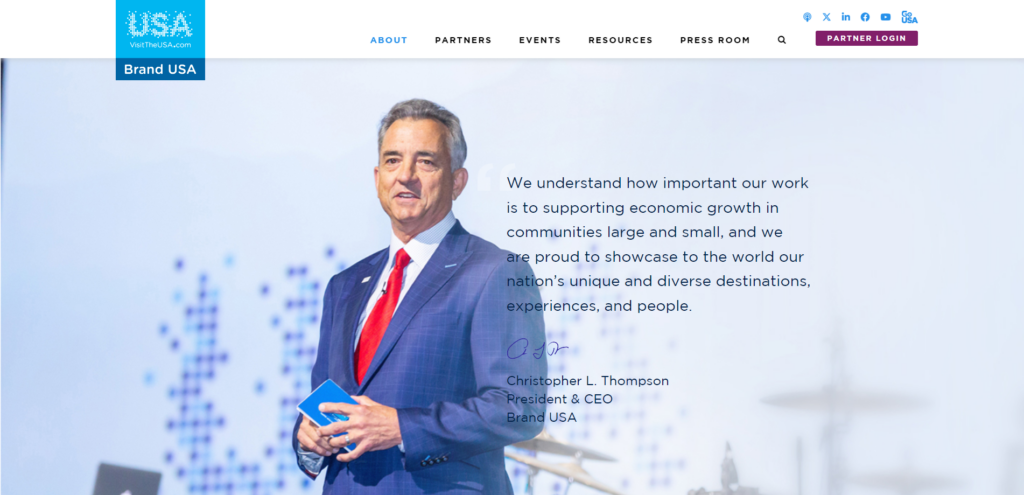 USA
VisitTheUSA.com
Brand USA
Go
USA
ABOUT PARTNERS EVENTS RESOURCES PRESS ROOM
PARTNER LOGIN
“
We understand how important our work
is to supporting economic growth in
communities large and small, and we
are proud to showcase to the world our
nation’s unique and diverse destinations,
experiences, and people.
Christopher L. Thompson
President & CEO
Brand USA